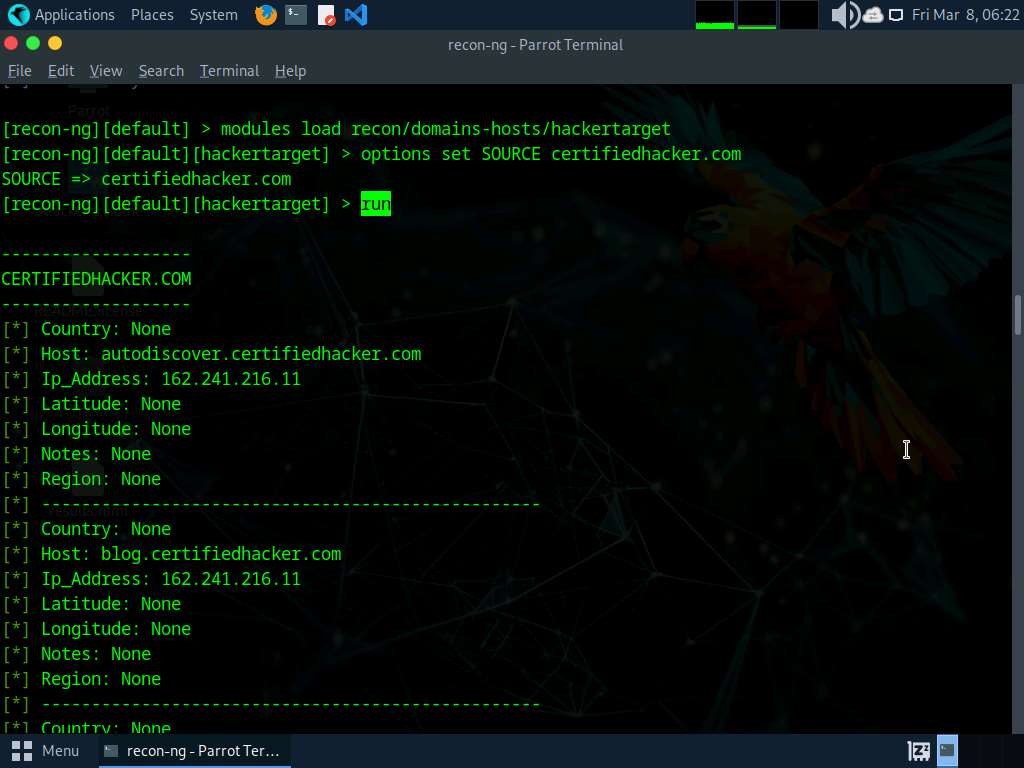 Applications Places System Fri Mar 8, 06:22
recon-ng - Parrot Terminal
File Edit View Search Terminal Help
Parrot
[recon-ng][default] > modules load recon/domains-hosts/hackertarget
[recon-ng][default][hackertarget] > options set SOURCE certifiedhacker.com
SOURCE => certifiedhacker.com
[recon-ng][default][hackertarget] > run
-------------------
CERTIFIEDHACKER.COM
-------------------
[*] Country: None
[*] Host: autodiscover.certifiedhacker.com
[*] Ip_Address: 162.241.216.11
[*] Latitude: None
[*] Longitude: None
[*] Notes: None
[*] Region: None
[*] --------------------------------------------------
[*] Country: None
[*] Host: blog.certifiedhacker.com
[*] Ip_Address: 162.241.216.11
[*] Latitude: None
[*] Longitude: None
[*] Notes: None
[*] Region: None
[*] --------------------------------------------------
[*] Country: None
Menu recon-ng - Parrot Ter...